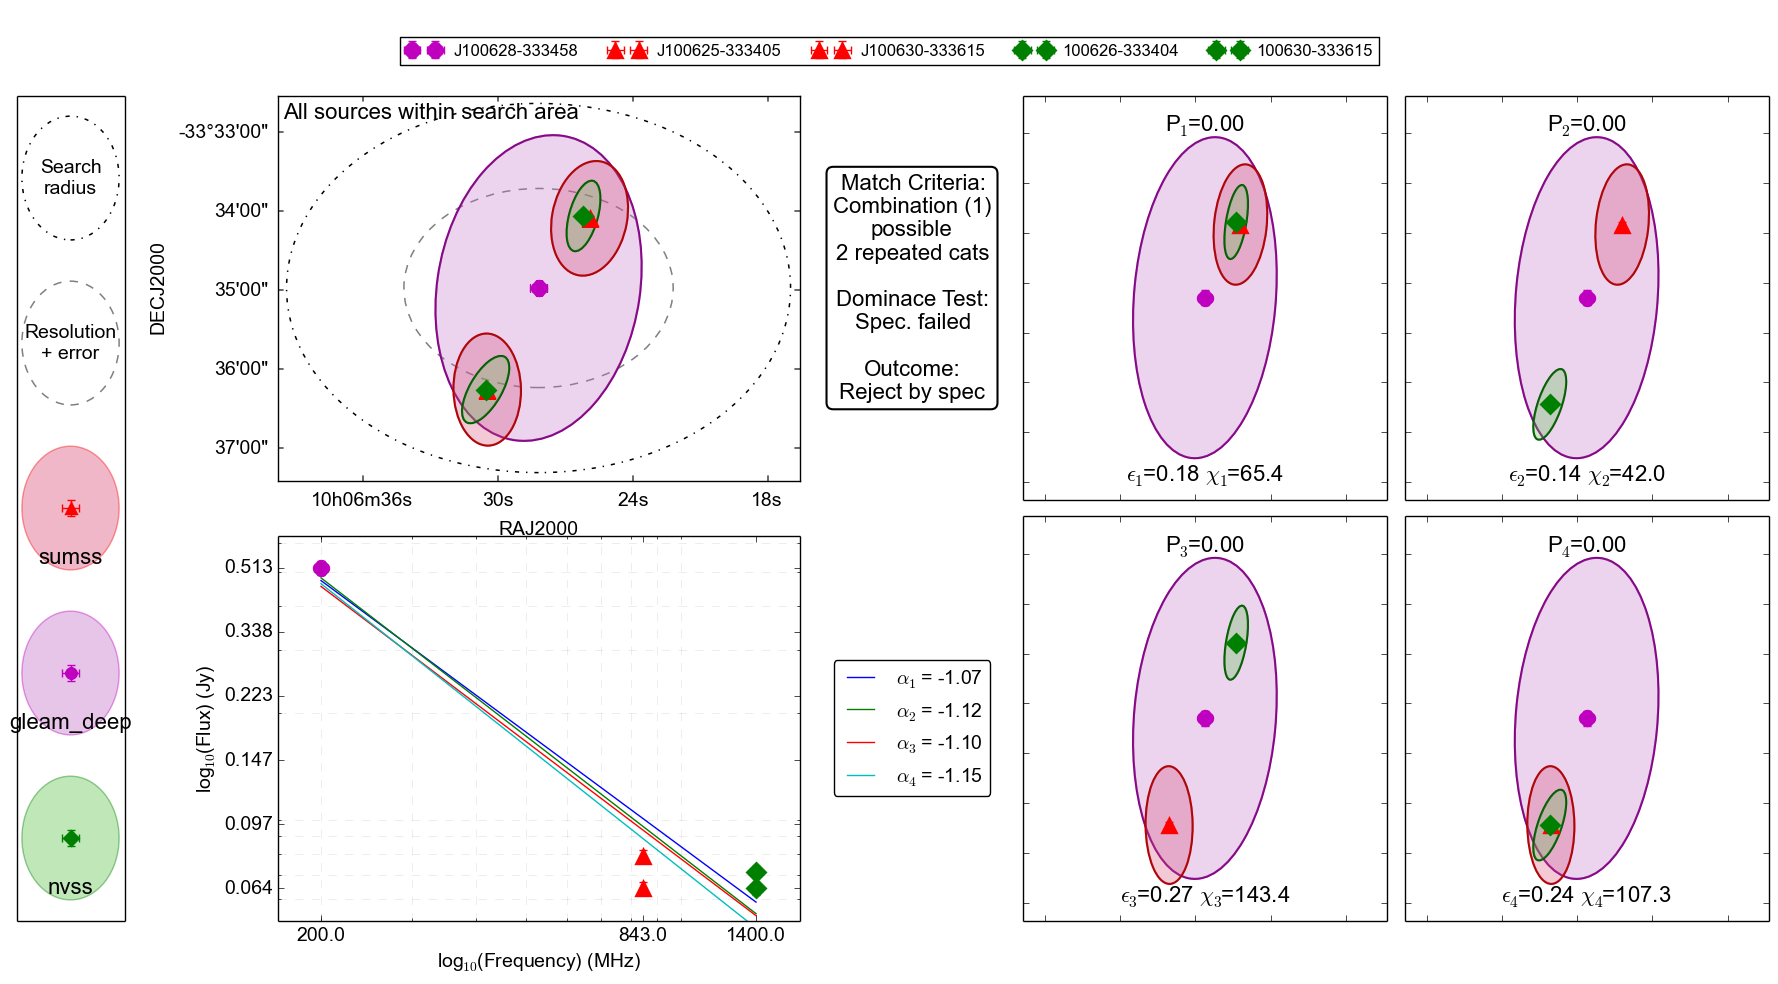 J100628-333458 J100625-333405 J100630-333615 100626-333404 100630-333615
Search
radius
Resolution
+ error
sumss
gleam_deep
nvss
All sources within search area
-33°33'00"
34'00"
35'00"
36'00"
37'00"
DECJ2000
10h06m36s 30s 24s 18s
RAJ2000
Match Criteria:
Combination (1)
possible
2 repeated cats
Dominace Test:
Spec. failed
Outcome:
Reject by spec
P1=0.00
ϵ1=0.18 χ1=65.4
P2=0.00
ϵ2=0.14 χ2=42.0
0.513
0.338
0.223
0.147
0.097
0.064
log10(Flux) (Jy)
200.0 843.0 1400.0
log10(Frequency) (MHz)
α1 = -1.07
α2 = -1.12
α3 = -1.10
α4 = -1.15
P3=0.00
ϵ3=0.27 χ3=143.4
P4=0.00
ϵ4=0.24 χ4=107.3